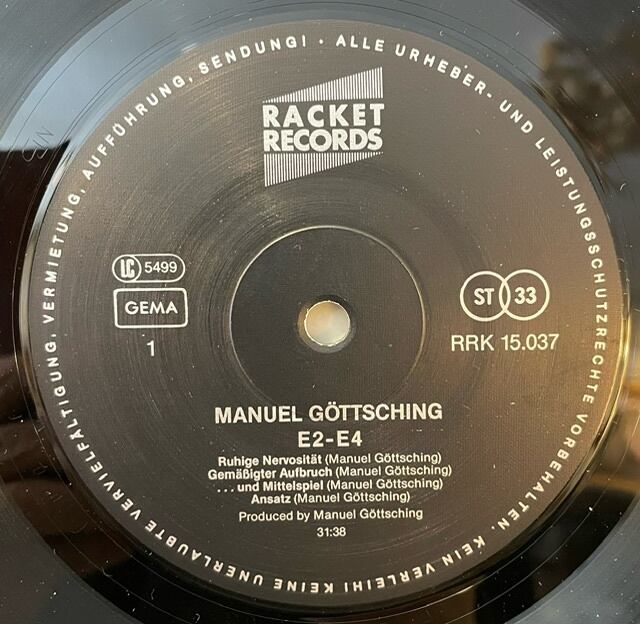 ALLE URHEBER- UND LEISTUNGSSCHUTZRECHTE VORBEHALTEN. KEIN VERLEIH! KEINE UNERLAUBTE VERVIELFÄLTIGUNG, VERMIETUNG, AUFFÜHRUNG, SENDUNG! ·
RACKET
RECORDS
LC 5499
GEMA
1
ST 33
RRK 15.037
MANUEL GÖTTSCHING
E2-E4
Ruhige Nervosität (Manuel Göttsching)
Gemäßigter Aufbruch (Manuel Göttsching)
...und Mittelspiel (Manuel Göttsching)
Ansatz (Manuel Göttsching)
Produced by Manuel Göttsching
31:38